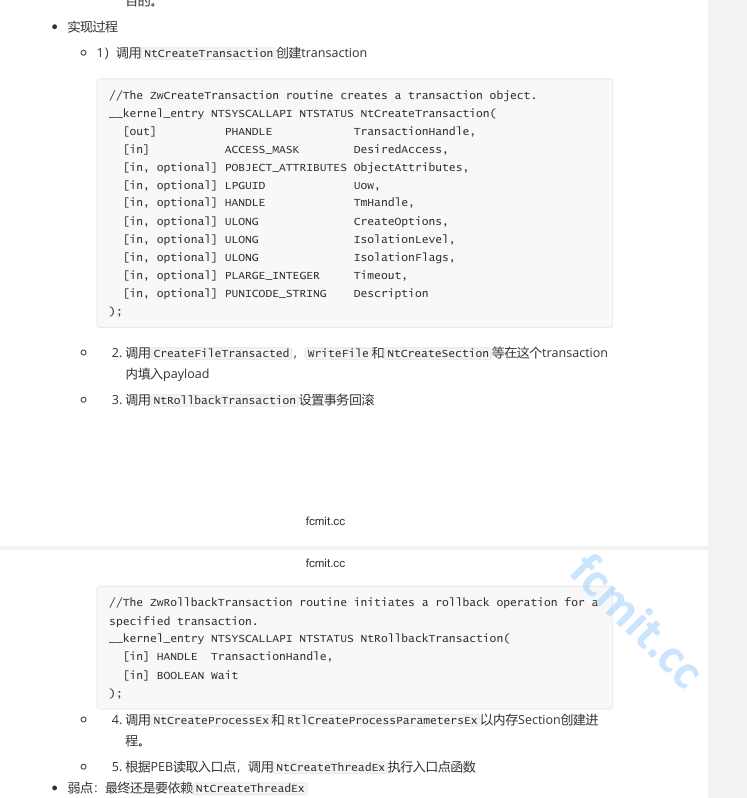 目的。
实现过程
1）调用 NtCreateTransaction 创建transaction
//The ZwCreateTransaction routine creates a transaction object.
__kernel_entry NTSYSCALLAPI NTSTATUS NtCreateTransaction(
[out] PHANDLE TransactionHandle,
[in] ACCESS_MASK DesiredAccess,
[in, optional] POBJECT_ATTRIBUTES ObjectAttributes,
[in, optional] LPGUID Uow,
[in, optional] HANDLE TmHandle,
[in, optional] ULONG CreateOptions,
[in, optional] ULONG IsolationLevel,
[in, optional] ULONG IsolationFlags,
[in, optional] PLARGE_INTEGER Timeout,
[in, optional] PUNICODE_STRING Description
);
2. 调用 CreateFileTransacted ， WriteFile 和 NtCreateSection 等在这个transaction
内填入payload
3. 调用 NtRollbackTransaction 设置事务回滚
fcmit.cc
fcmit.cc
fcmit.cc
//The ZwRollbackTransaction routine initiates a rollback operation for a
specified transaction.
__kernel_entry NTSYSCALLAPI NTSTATUS NtRollbackTransaction(
[in] HANDLE TransactionHandle,
[in] BOOLEAN Wait
);
4. 调用 NtCreateProcessEx 和 RtlCreateProcessParametersEx 以内存Section创建进
程。
5. 根据PEB读取入口点，调用 NtCreateThreadEx 执行入口点函数
弱点：最终还是要依赖 NtCreateThreadEx